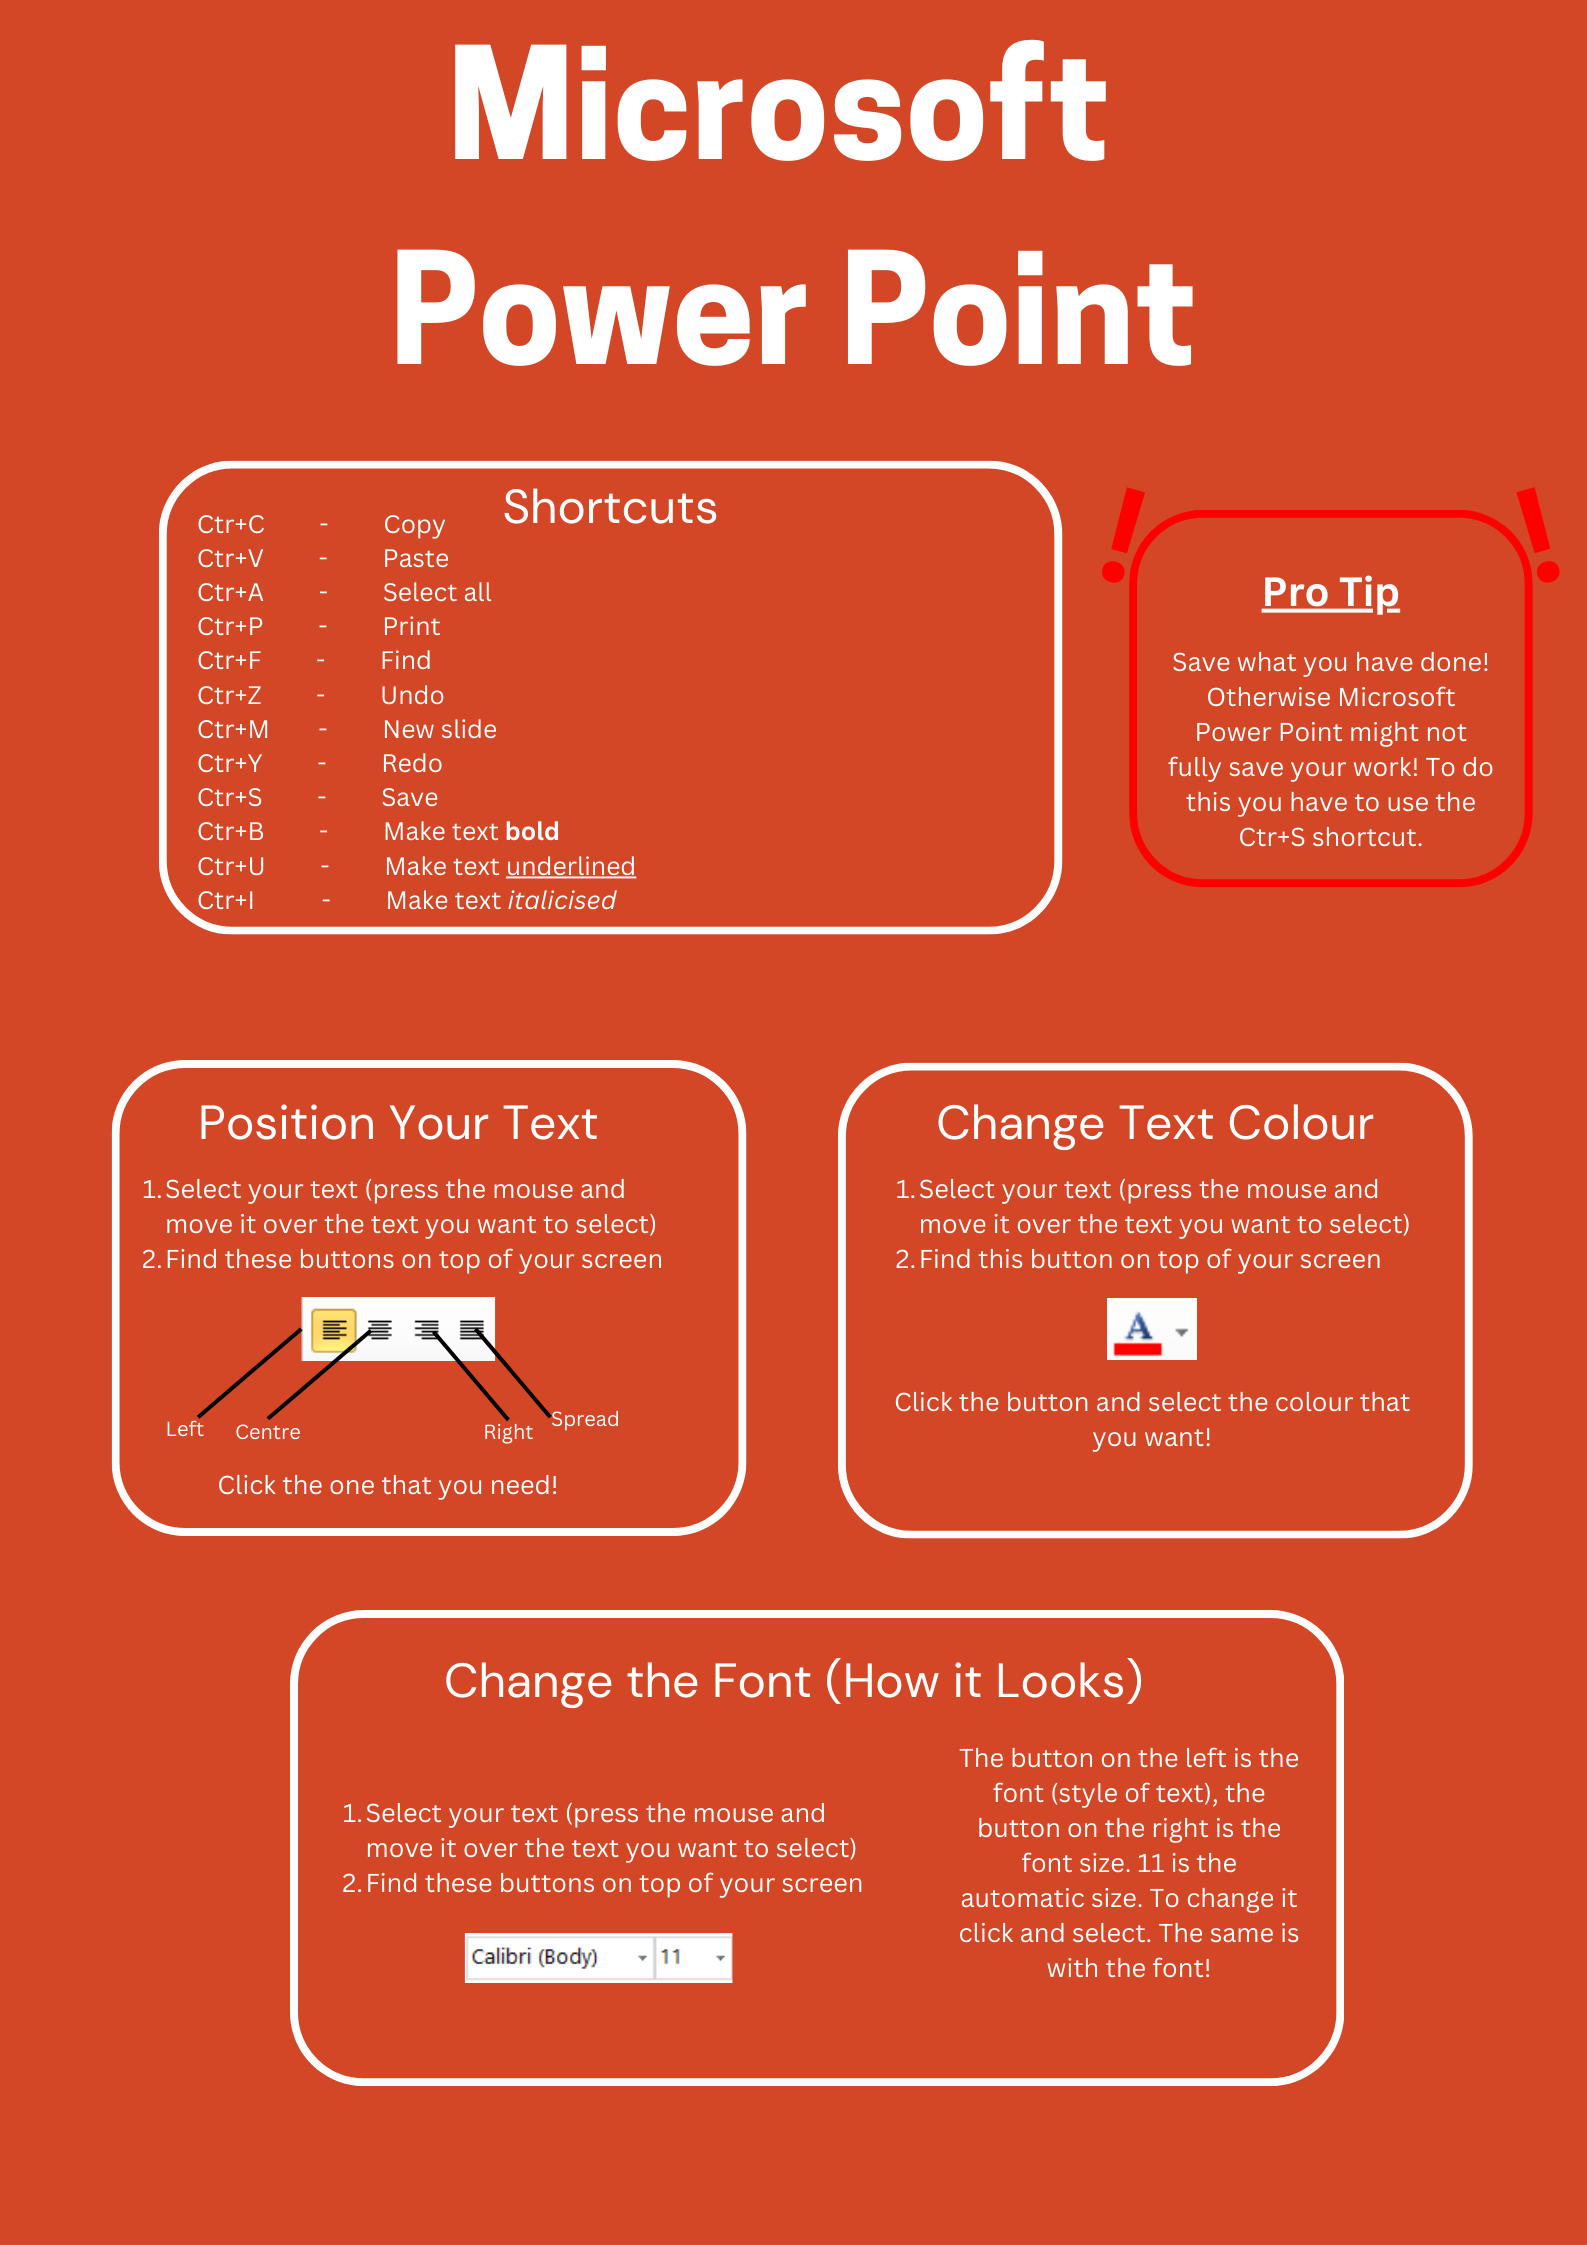 Microsoft
Power Point
Shortcuts
Ctr+C - Copy
Ctr+V - Paste
Ctr+A - Select all
Ctr+P - Print
Ctr+F - Find
Ctr+Z - Undo
Ctr+M - New slide
Ctr+Y - Redo
Ctr+S - Save
Ctr+B - Make text bold
Ctr+U - Make text underlined
Ctr+I - Make text italicised
! !
Pro Tip
Save what you have done!
Otherwise Microsoft
Power Point might not
fully save your work! To do
this you have to use the
Ctr+S shortcut.
Position Your Text
1. Select your text (press the mouse and
move it over the text you want to select)
2. Find these buttons on top of your screen
Left Centre Right Spread
Click the one that you need!
Change Text Colour
1. Select your text (press the mouse and
move it over the text you want to select)
2. Find this button on top of your screen
A
Click the button and select the colour that
you want!
Change the Font (How it Looks)
1. Select your text (press the mouse and
move it over the text you want to select)
2. Find these buttons on top of your screen
Calibri (Body) 11
The button on the left is the
font (style of text), the
button on the right is the
font size. 11 is the
automatic size. To change it
click and select. The same is
with the font!